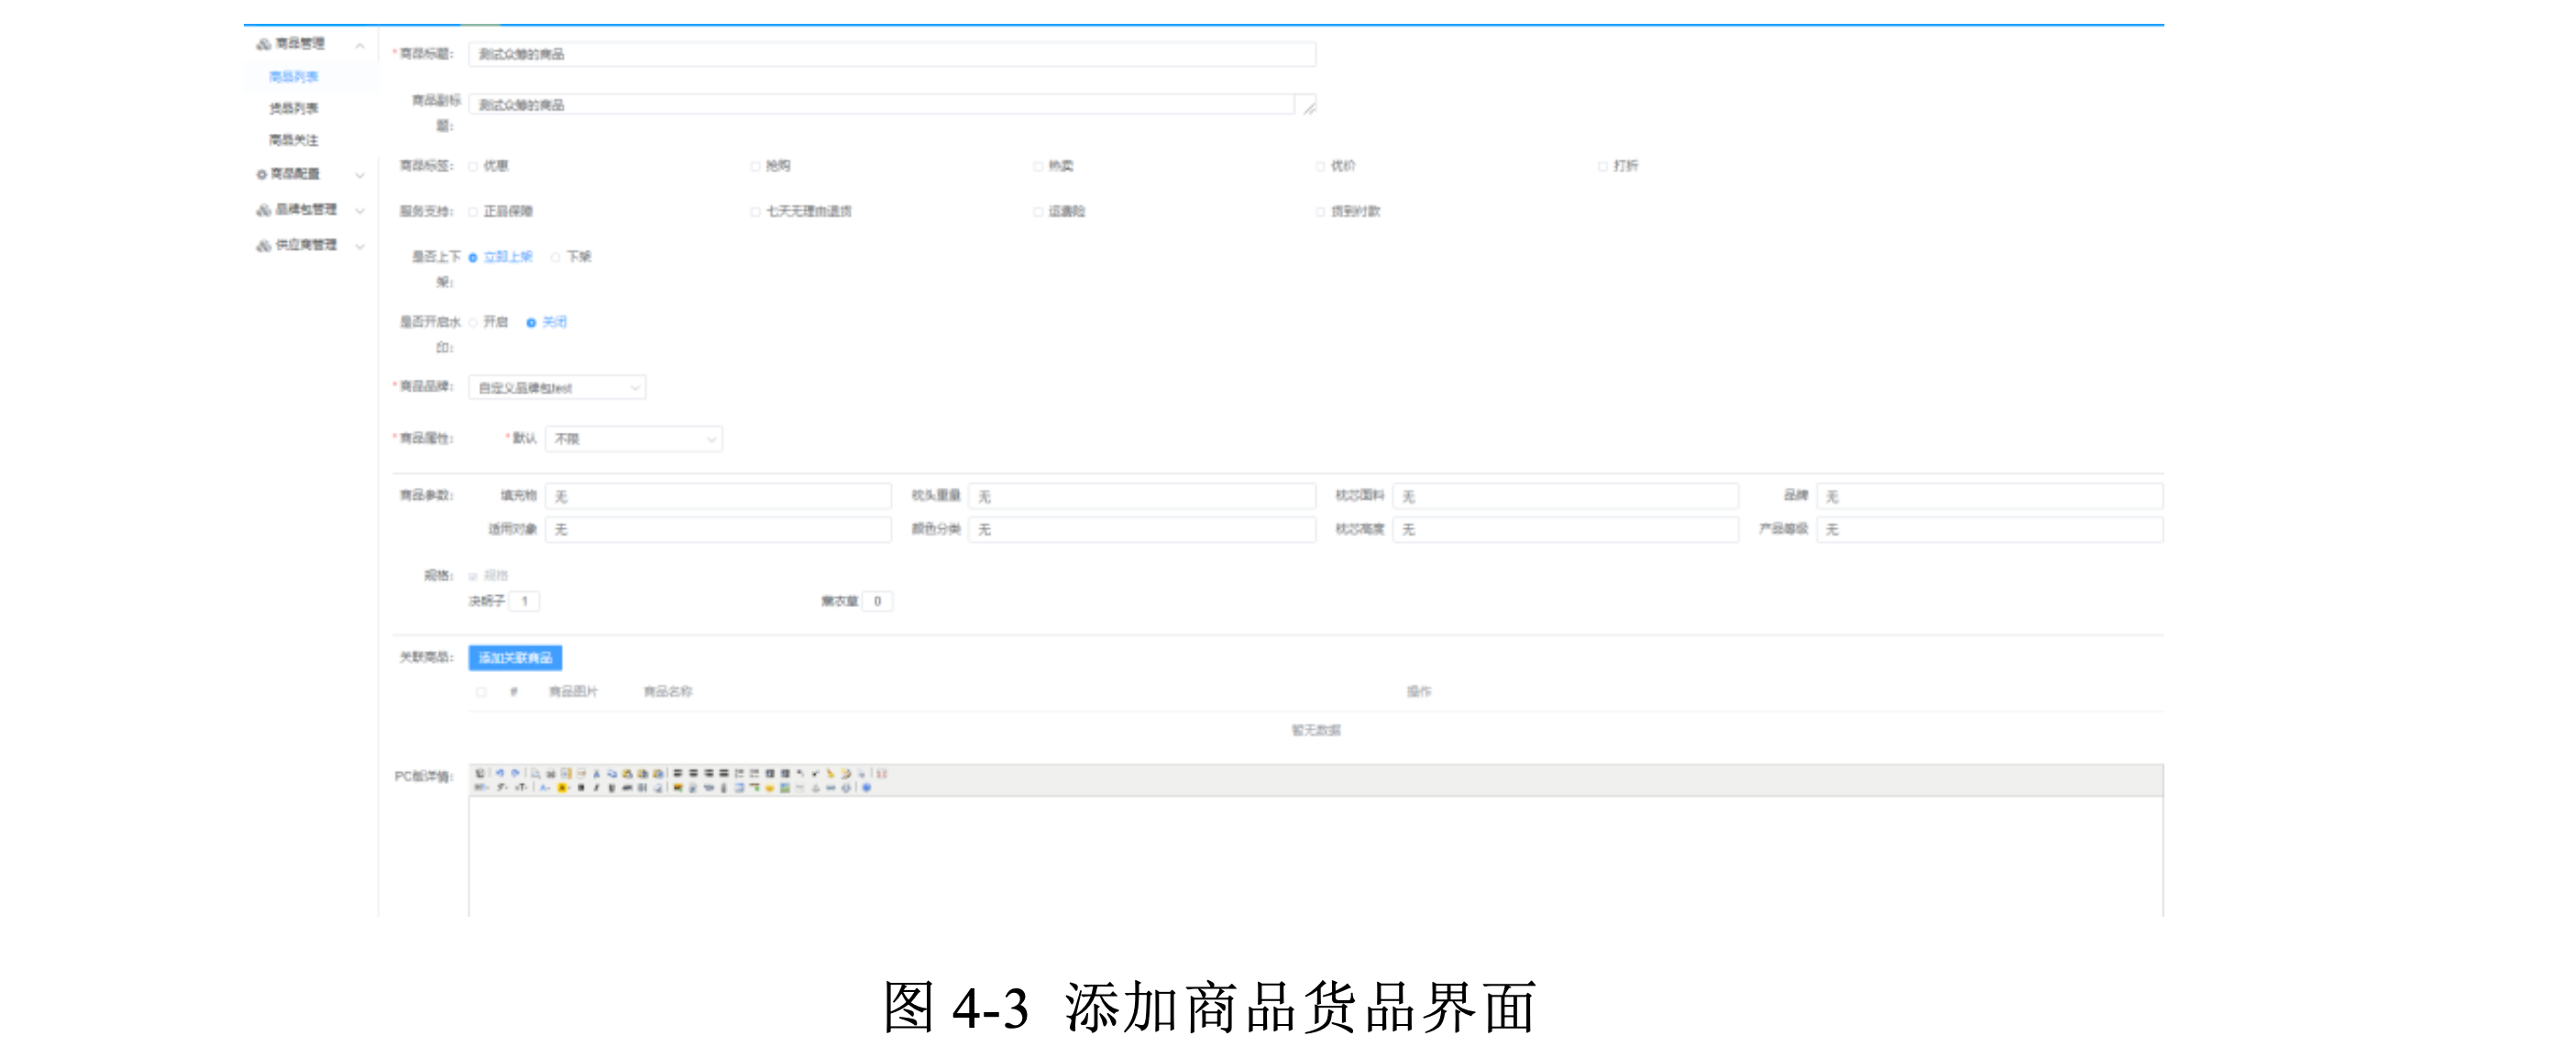 商品管理
商品列表
货品列表
商品关注
商品配置
品牌包管理
供应商管理
*商品标题: 测试众筹的商品
商品副标题: 测试众筹的商品
商品标签: 优惠 抢购 热卖 优价 打折
服务支持: 正品保障 七天无理由退货 运费险 货到付款
是否上下架: 立即上架 下架
是否开启水印: 开启 关闭
*商品品牌: 自定义品牌包test
*商品属性: *默认 不限
商品参数: 填充物 无 枕头重量 无 枕芯面料 无 品牌 无
适用对象 无 颜色分类 无 枕芯高度 无 产品等级 无
规格: 规格
决明子 1 薰衣草 0
关联商品: 添加关联商品
# 商品图片 商品名称 操作
暂无数据
PC版详情:
图 4-3 添加商品货品界面